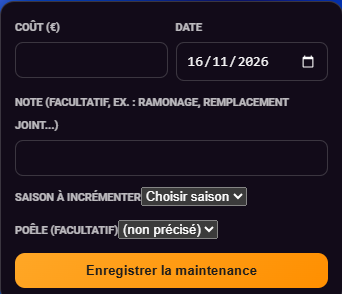 COÛT (€) DATE
16/11/2026
NOTE (FACULTATIF, EX. : RAMONAGE, REMPLACEMENT
JOINT...)
SAISON À INCRÉMENTER Choisir saison
POÊLE (FACULTATIF) (non précisé)
Enregistrer la maintenance